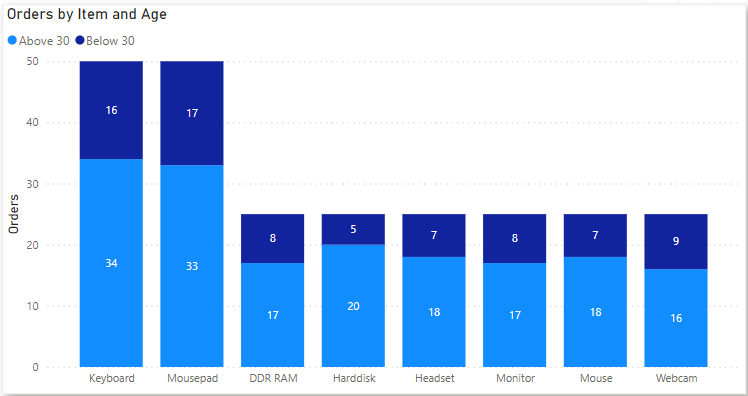 Orders by Item and Age
Above 30 Below 30
Orders
50
40
30
20
10
0
16 17
34 33
8 5 7 8 7 9
17 20 18 17 18 16
Keyboard Mousepad DDR RAM Harddisk Headset Monitor Mouse Webcam